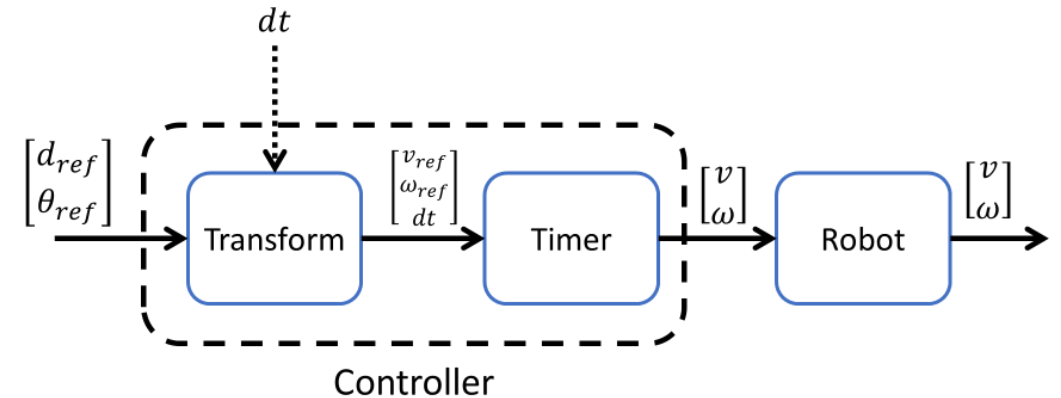 dt
[d_ref
θ_ref]
Transform
[v_ref
ω_ref
dt]
Timer
[v
ω]
Robot
[v
ω]
Controller